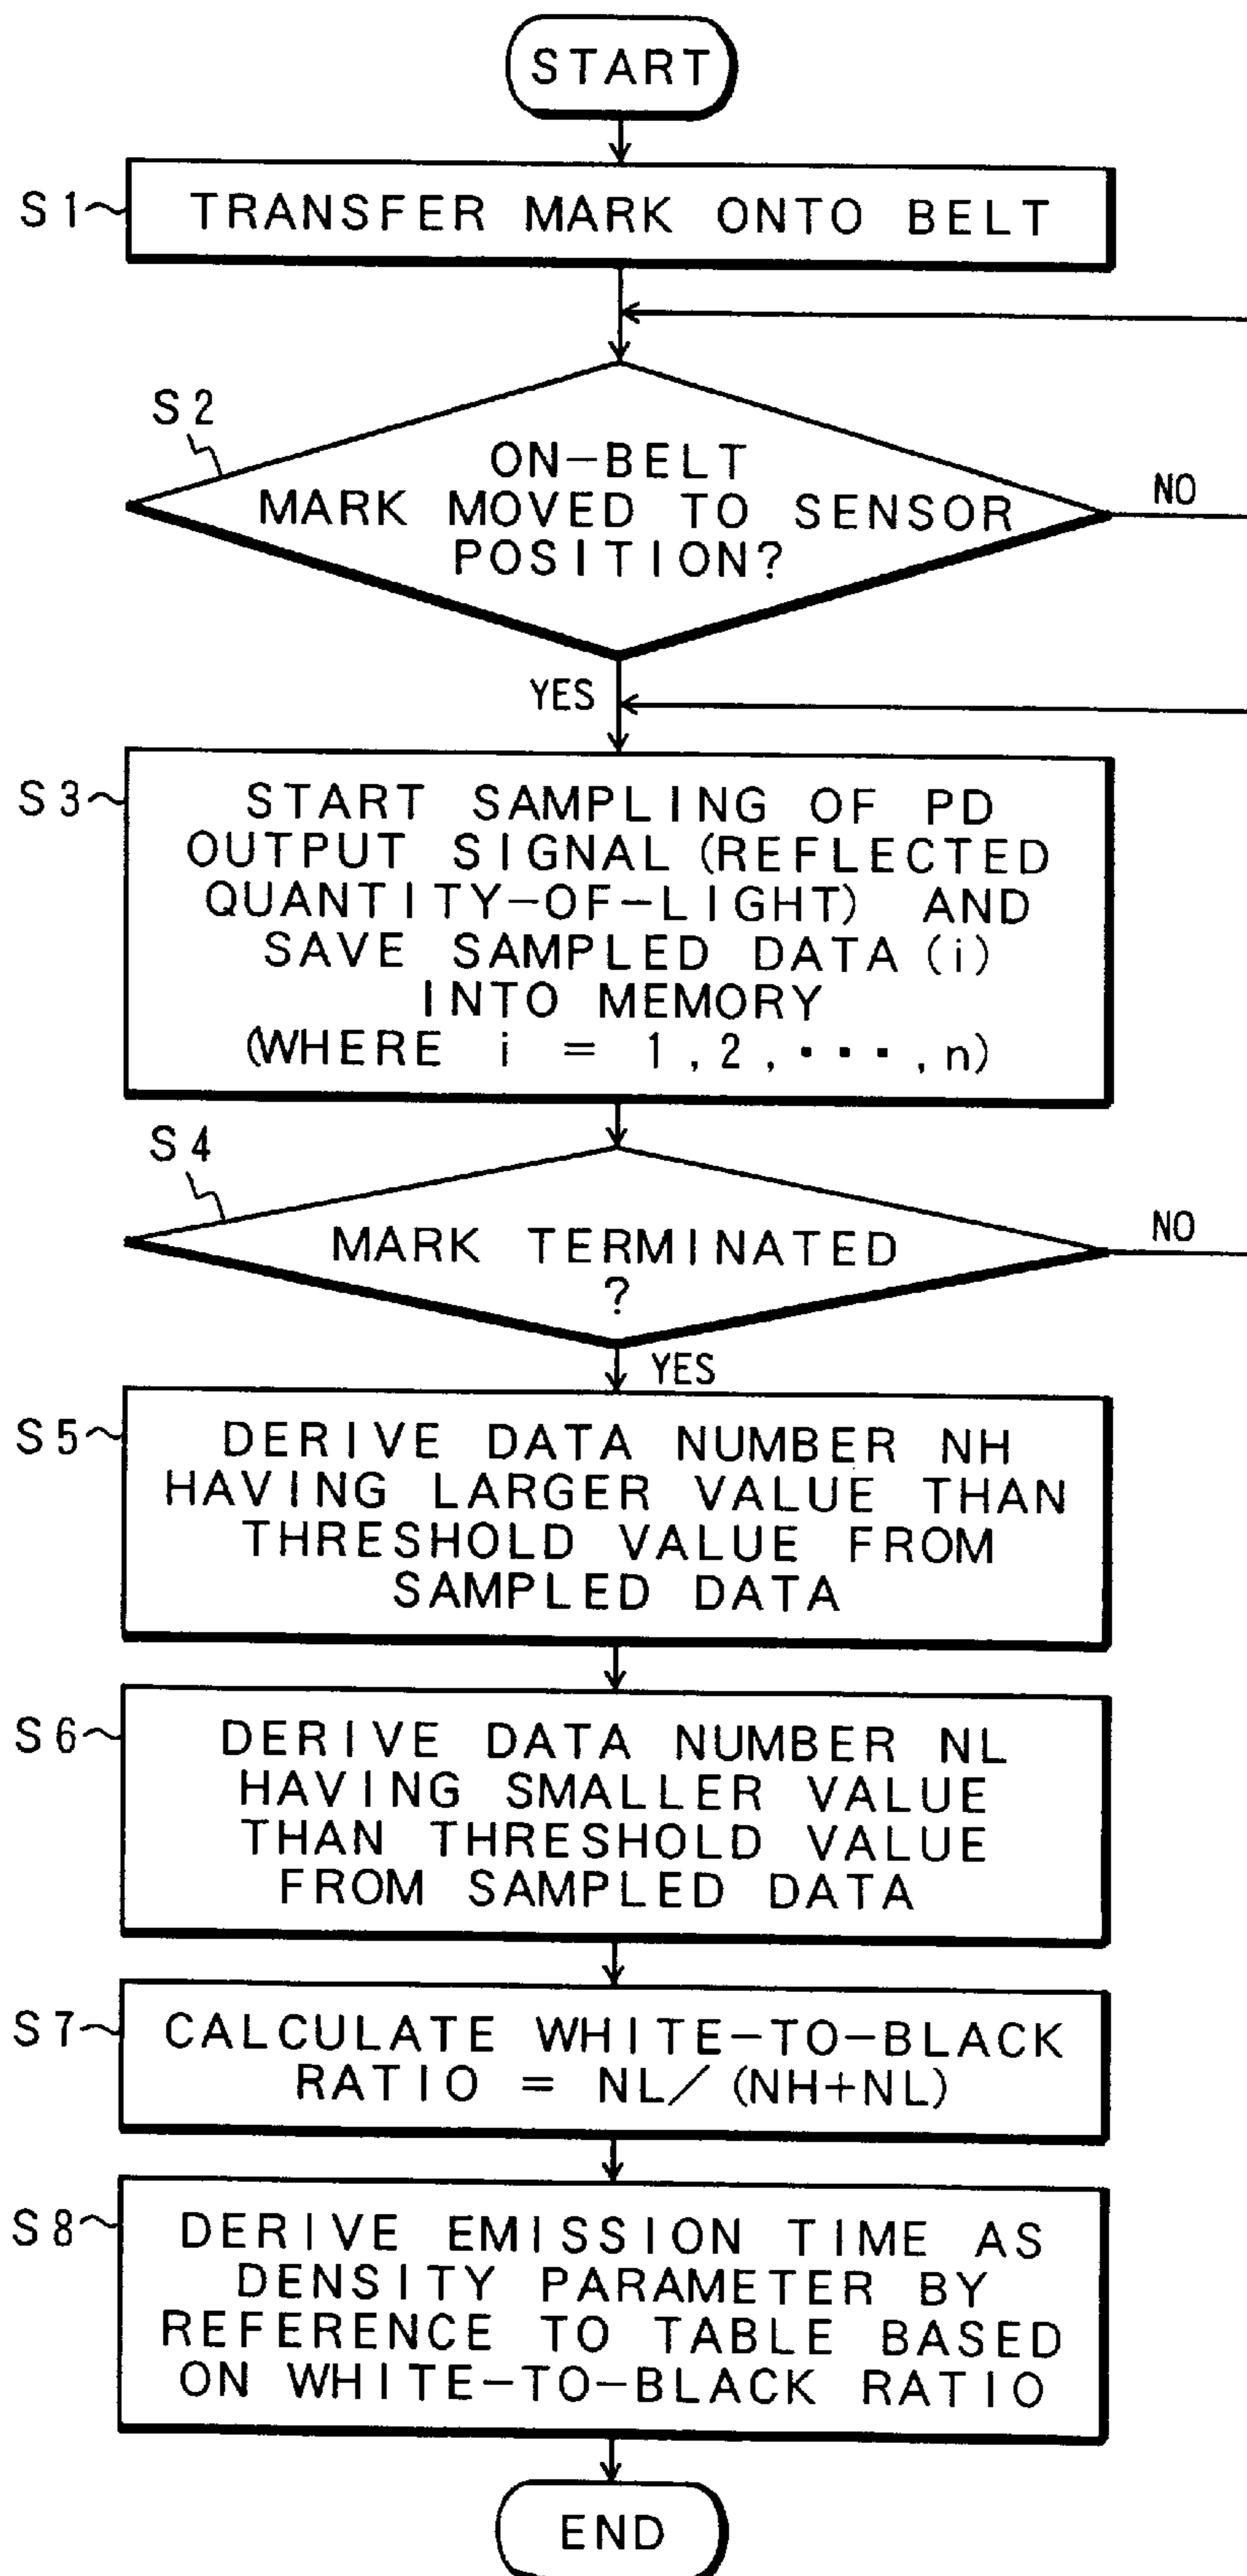 START
S1
TRANSFER MARK ONTO BELT
S2
ON-BELT
MARK MOVED TO SENSOR
POSITION?
NO
YES
S3
START SAMPLING OF PD
OUTPUT SIGNAL (REFLECTED
QUANTITY-OF-LIGHT) AND
SAVE SAMPLED DATA (i)
INTO MEMORY
(WHERE i = 1, 2, ･･･, n)
S4
MARK TERMINATED
?
NO
YES
S5
DERIVE DATA NUMBER NH
HAVING LARGER VALUE THAN
THRESHOLD VALUE FROM
SAMPLED DATA
S6
DERIVE DATA NUMBER NL
HAVING SMALLER VALUE
THAN THRESHOLD VALUE
FROM SAMPLED DATA
S7
CALCULATE WHITE-TO-BLACK
RATIO = NL/(NH+NL)
S8
DERIVE EMISSION TIME AS
DENSITY PARAMETER BY
REFERENCE TO TABLE BASED
ON WHITE-TO-BLACK RATIO
END